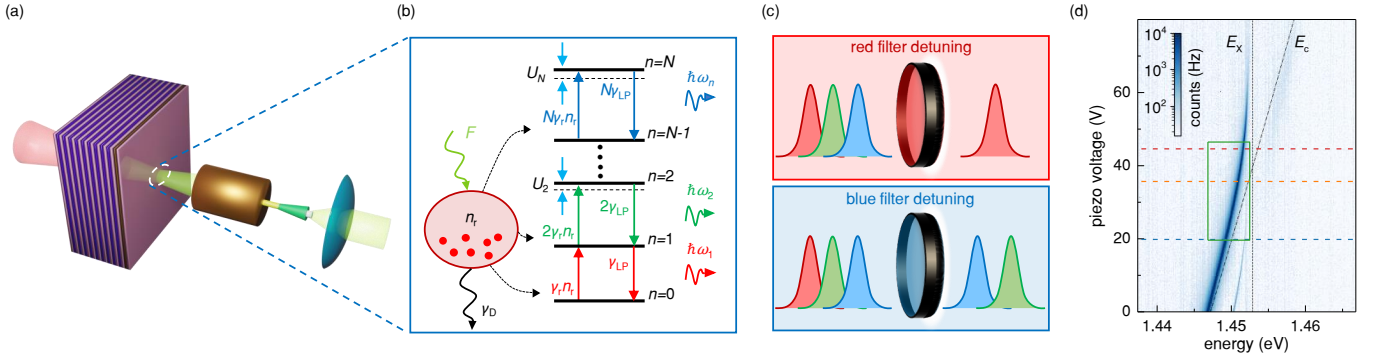 (a)
(b)
U_N
n=N
ħω_n
Nγ_LP
Nγ_r n_r
F
n=N-1
U_2
n=2
ħω_2
n_r
2γ_LP
2γ_r n_r
n=1
ħω_1
γ_LP
γ_r n_r
n=0
γ_D
(c)
red filter detuning
blue filter detuning
(d)
10^4
10^3
10^2
counts (Hz)
E_X
E_c
piezo voltage (V)
60
40
20
0
1.44
1.45
1.46
energy (eV)